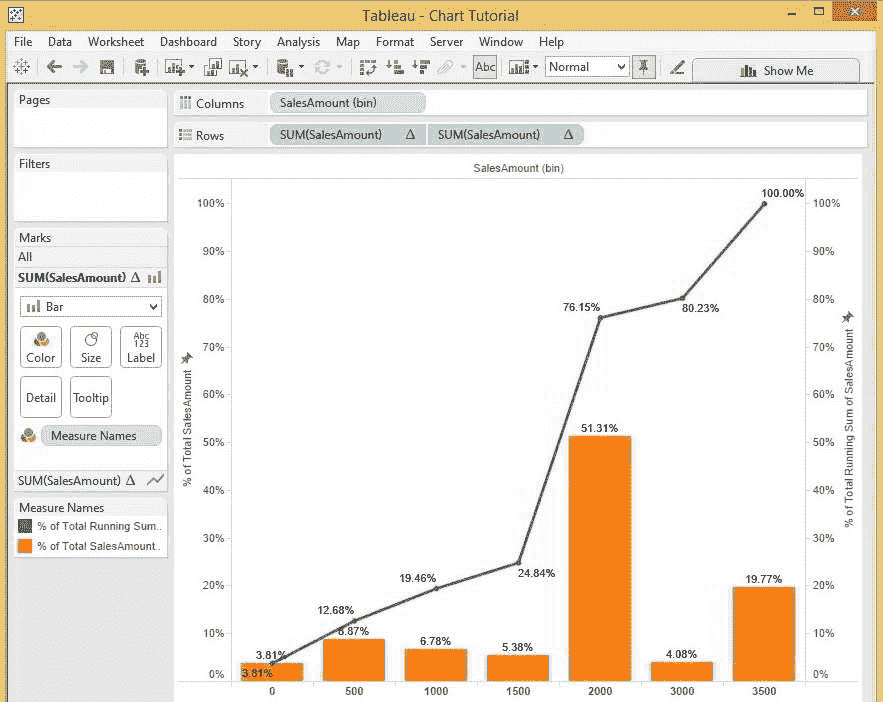 Tableau - Chart Tutorial
File Data Worksheet Dashboard Story Analysis Map Format Server Window Help
Abc
Normal
Show Me
Pages
Columns
SalesAmount (bin)
Rows
SUM(SalesAmount) Δ
SUM(SalesAmount) Δ
Filters
Marks
All
SUM(SalesAmount) Δ
Bar
Color
Size
Abc
123
Label
Detail
Tooltip
Measure Names
SUM(SalesAmount) Δ
Measure Names
% of Total Running Sum..
% of Total SalesAmount..
SalesAmount (bin)
% of Total SalesAmount
100%
90%
80%
70%
60%
50%
40%
30%
20%
10%
0%
3.81%
12.68%
19.46%
24.84%
76.15%
80.23%
100.00%
3.81%
8.87%
6.78%
5.38%
51.31%
4.08%
19.77%
0 500 1000 1500 2000 3000 3500
100%
90%
80%
70%
60%
50%
40%
30%
20%
10%
0%
% of Total Running Sum of SalesAmount